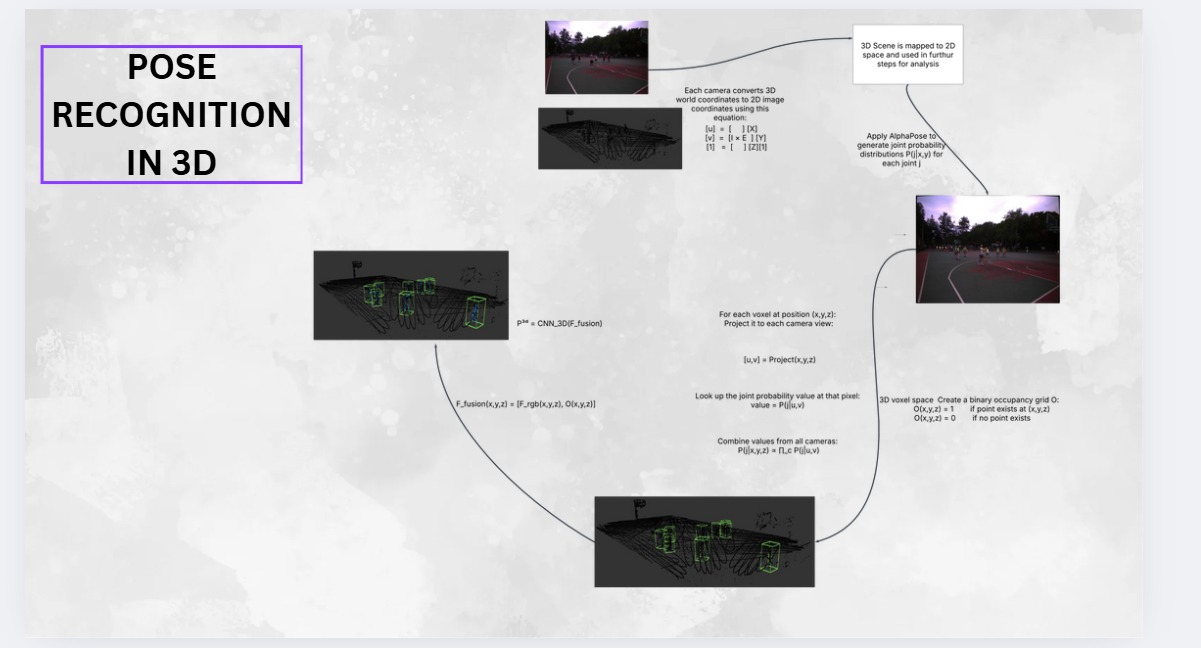 POSE
RECOGNITION
IN 3D
3D Scene is mapped to 2D
space and used in furthur
steps for analysis
Each camera converts 3D
world coordinates to 2D image
coordinates using this
equation:
[u] = [ ] [X]
[v] = [I × E ] [Y]
[1] = [ ] [Z][1]
Apply AlphaPose to
generate joint probability
distributions P(j|x,y) for
each joint j
For each voxel at position (x,y,z):
Project it to each camera view:
[u,v] = Project(x,y,z)
Look up the joint probability value at that pixel:
value = P(j|u,v)
Combine values from all cameras:
P(j|x,y,z) ∝ ∏_c P(j|u,v)
3D voxel space Create a binary occupancy grid O:
O(x,y,z) = 1 if point exists at (x,y,z)
O(x,y,z) = 0 if no point exists
F_fusion(x,y,z) = [F_rgb(x,y,z), O(x,y,z)]
P³ᵈ = CNN_3D(F_fusion)